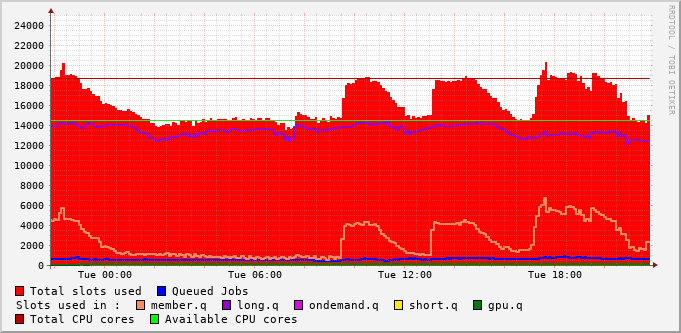 RRDTOOL / TOBI OETIKER
24000
22000
20000
18000
16000
14000
12000
10000
8000
6000
4000
2000
0
Tue 00:00 Tue 06:00 Tue 12:00 Tue 18:00
Total slots used Queued Jobs
Slots used in : member.q long.q ondemand.q short.q gpu.q
Total CPU cores Available CPU cores